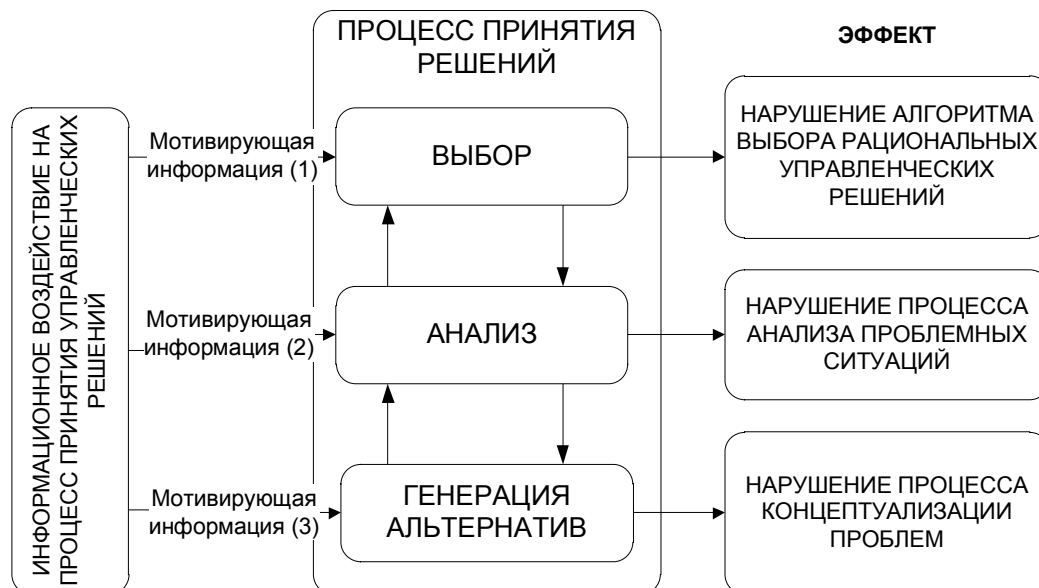 ИНФОРМАЦИОННОЕ ВОЗДЕЙСТВИЕ НА
ПРОЦЕСС ПРИНЯТИЯ УПРАВЛЕНЧЕСКИХ
РЕШЕНИЙ
Мотивирующая
информация (1)
Мотивирующая
информация (2)
Мотивирующая
информация (3)
ПРОЦЕСС ПРИНЯТИЯ
РЕШЕНИЙ
ВЫБОР
АНАЛИЗ
ГЕНЕРАЦИЯ
АЛЬТЕРНАТИВ
ЭФФЕКТ
НАРУШЕНИЕ АЛГОРИТМА
ВЫБОРА РАЦИОНАЛЬНЫХ
УПРАВЛЕНЧЕСКИХ
РЕШЕНИЙ
НАРУШЕНИЕ ПРОЦЕССА
АНАЛИЗА ПРОБЛЕМНЫХ
СИТУАЦИЙ
НАРУШЕНИЕ ПРОЦЕССА
КОНЦЕПТУАЛИЗАЦИИ
ПРОБЛЕМ